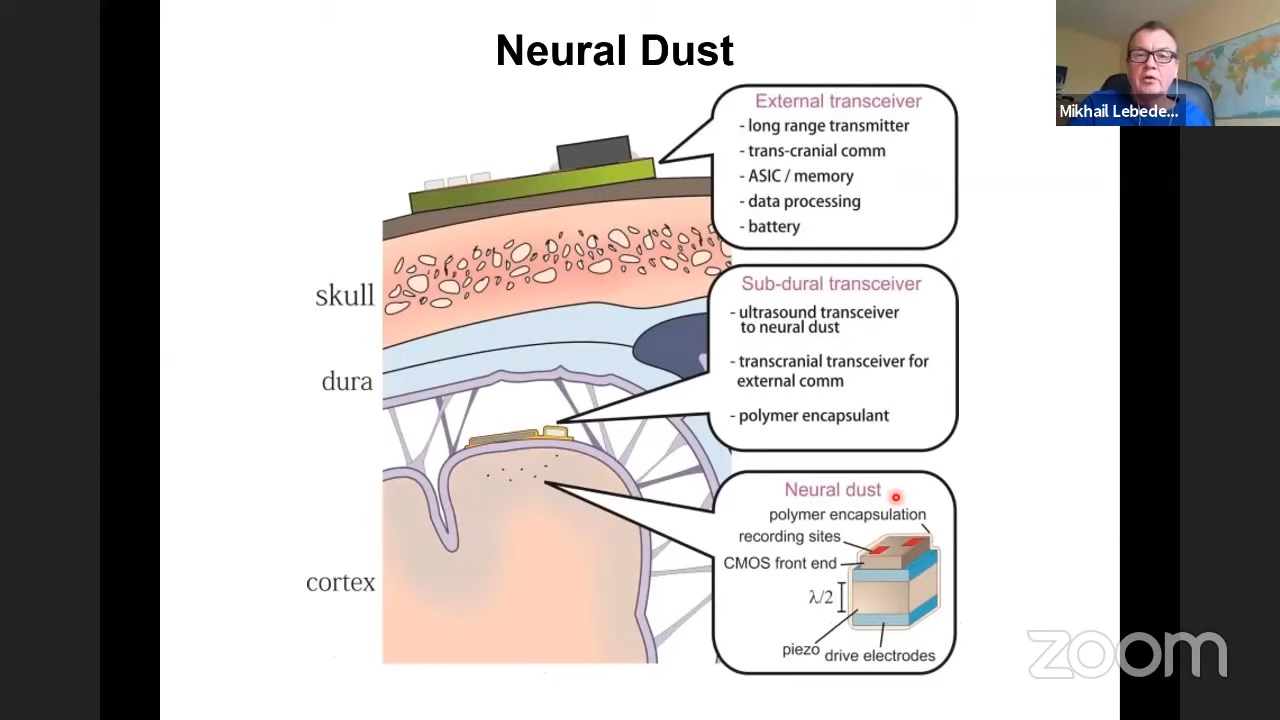 Neural Dust
Mikhail Lebede...
External transceiver
- long range transmitter
- trans-cranial comm
- ASIC / memory
- data processing
- battery
skull
Sub-dural transceiver
- ultrasound transceiver
to neural dust
- transcranial transceiver for
external comm
- polymer encapsulant
dura
Neural dust
polymer encapsulation
recording sites
CMOS front end
λ/2
piezo
drive electrodes
cortex
zoom